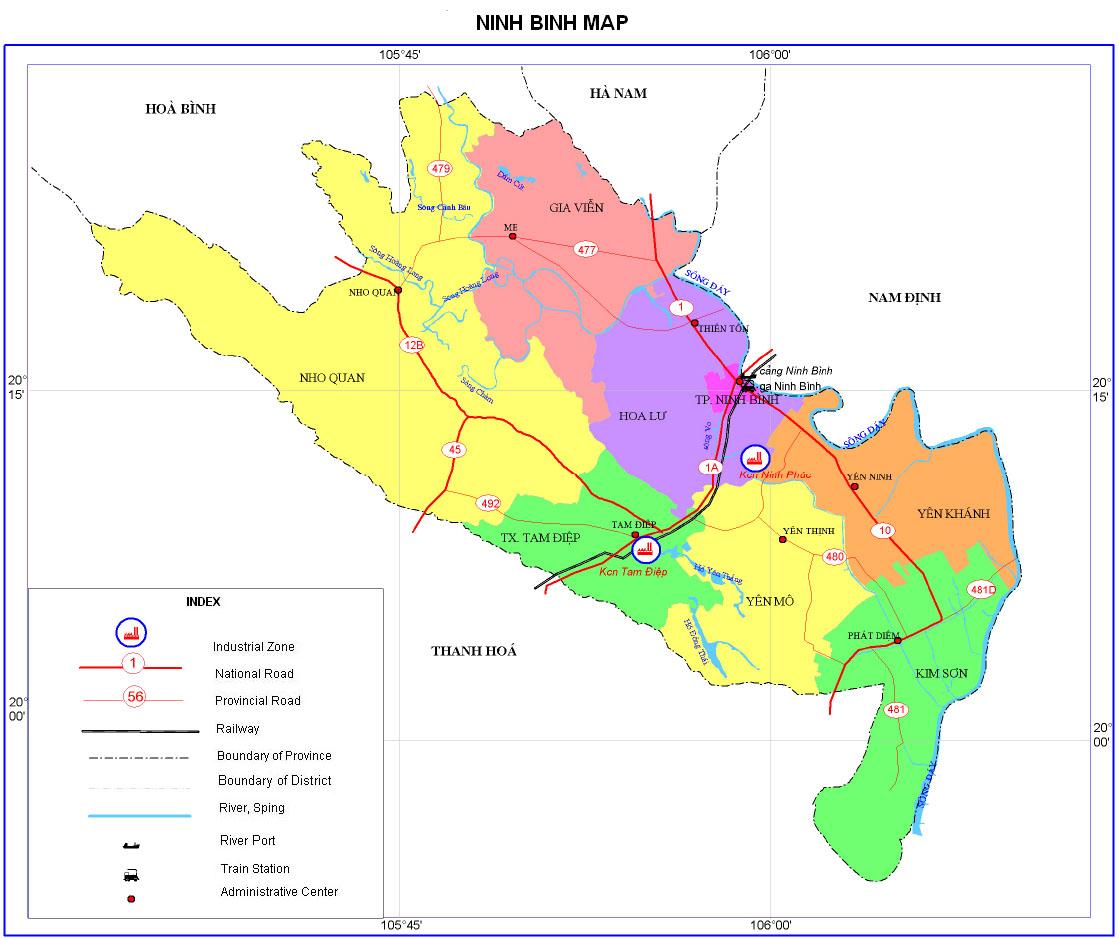 NINH BINH MAP
105°45'
106°00'
HOÀ BÌNH
HÀ NAM
479
Đầm Cút
Sông Canh Bầu
GIA VIỄN
ME
477
Sông Hoàng Long
Sông Hoàng Long
SÔNG ĐÁY
NHO QUAN
NAM ĐỊNH
1
THIÊN TÔN
12B
cảng Ninh Bình
ga Ninh Bình
20°
15'
20°
15'
NHO QUAN
Sông Chàm
TP. NINH BÌNH
HOA LƯ
SÔNG ĐÁY
sông Vo
45
1A
Kcn Ninh Phúc
YÊN NINH
492
YÊN KHÁNH
TAM ĐIỆP
10
TX. TAM ĐIỆP
YÊN THỊNH
480
Kcn Tam Điệp
Hồ Yên Thắng
481D
YÊN MÔ
INDEX
Industrial Zone
1
National Road
56
Provincial Road
Railway
Boundary of Province
Boundary of District
River, Sping
River Port
Train Station
Administrative Center
THANH HOÁ
Hồ Đồng Thái
PHÁT DIỆM
KIM SƠN
481
20°
00'
20°
00'
SÔNG ĐÁY
105°45'
106°00'